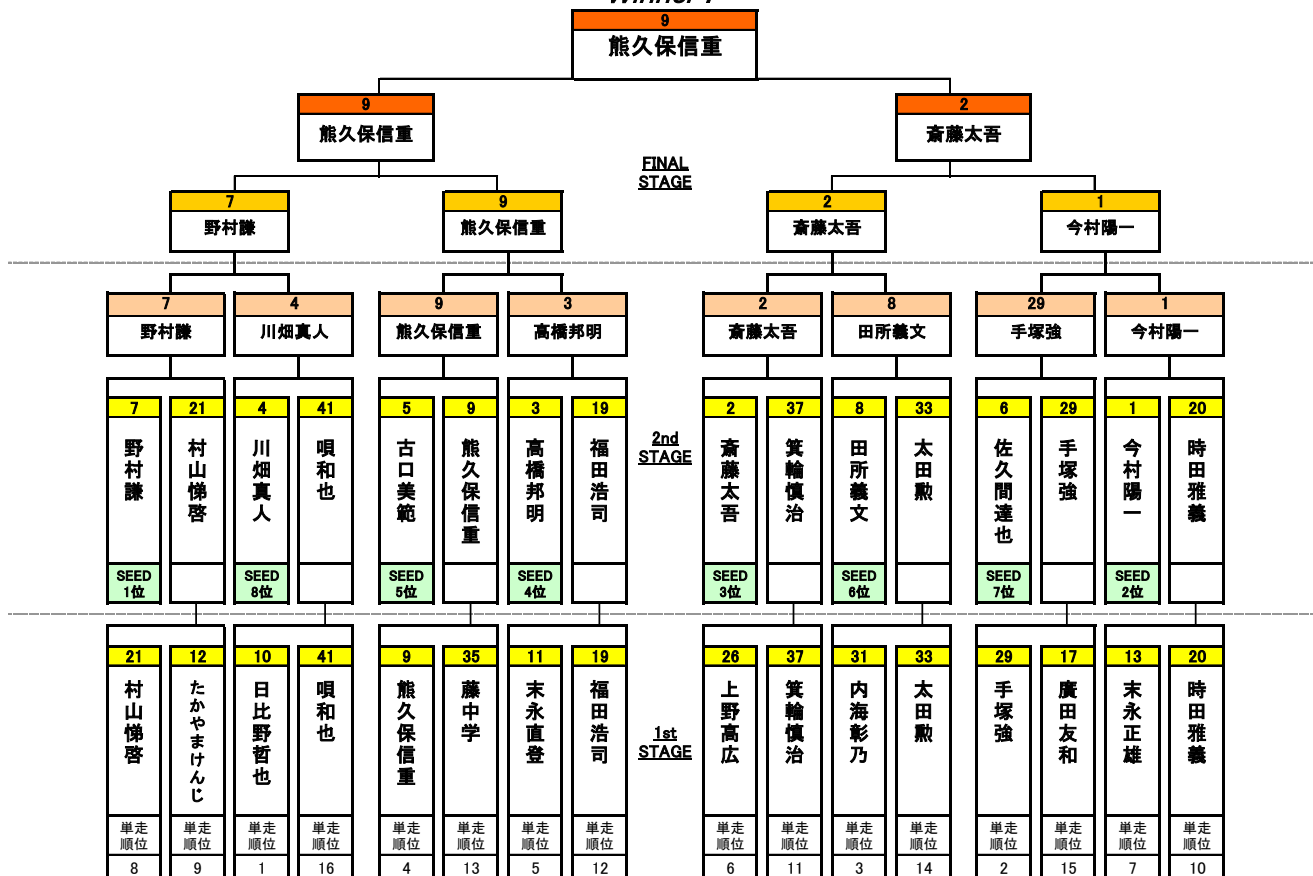 9
熊久保信重
9
熊久保信重
2
斎藤太吾
FINAL
STAGE
7
野村謙
9
熊久保信重
2
斎藤太吾
1
今村陽一
7
野村謙
4
川畑真人
9
熊久保信重
3
高橋邦明
2
斎藤太吾
8
田所義文
29
手塚強
1
今村陽一
2nd
STAGE
7
野村謙
SEED
1位
21
村山悌啓
4
川畑真人
SEED
8位
41
唄和也
5
古口美範
SEED
5位
9
熊久保信重
3
高橋邦明
SEED
4位
19
福田浩司
2
斎藤太吾
SEED
3位
37
箕輪慎治
8
田所義文
SEED
6位
33
太田勲
6
佐久間達也
SEED
7位
29
手塚強
1
今村陽一
SEED
2位
20
時田雅義
1st
STAGE
21
村山悌啓
単走
順位
8
12
たかやまけんじ
単走
順位
9
10
日比野哲也
単走
順位
1
41
唄和也
単走
順位
16
9
熊久保信重
単走
順位
4
35
藤中学
単走
順位
13
11
末永直登
単走
順位
5
19
福田浩司
単走
順位
12
26
上野高広
単走
順位
6
37
箕輪慎治
単走
順位
11
31
内海彰乃
単走
順位
3
33
太田勲
単走
順位
14
29
手塚強
単走
順位
2
17
廣田友和
単走
順位
15
13
末永正雄
単走
順位
7
20
時田雅義
単走
順位
10